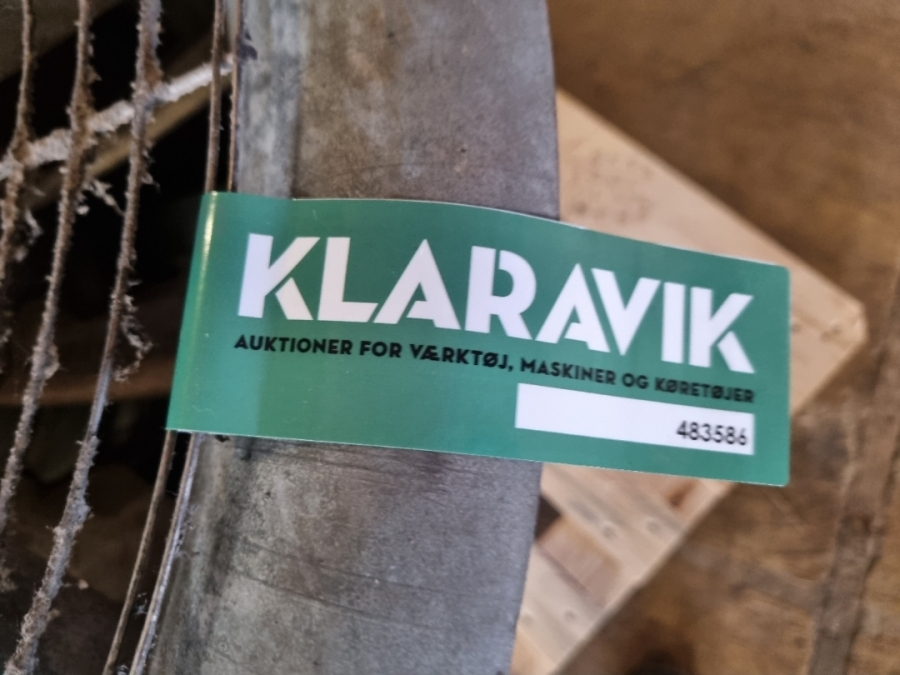 KLARAVIK
AUKTIONER FOR VÆRKTØJ, MASKINER OG KØRETØJER
483586